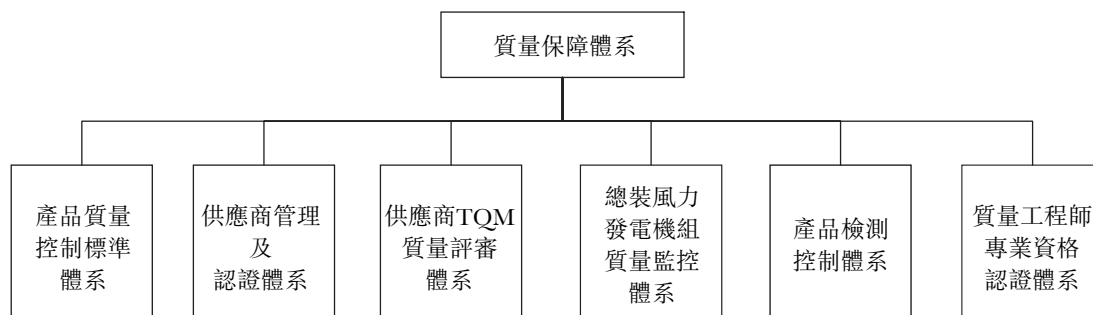 質量保障體系
產品質量
控制標準
體系
供應商管理
及
認證體系
供應商TQM
質量評審
體系
總裝風力
發電機組
質量監控
體系
產品檢測
控制體系
質量工程師
專業資格
認證體系